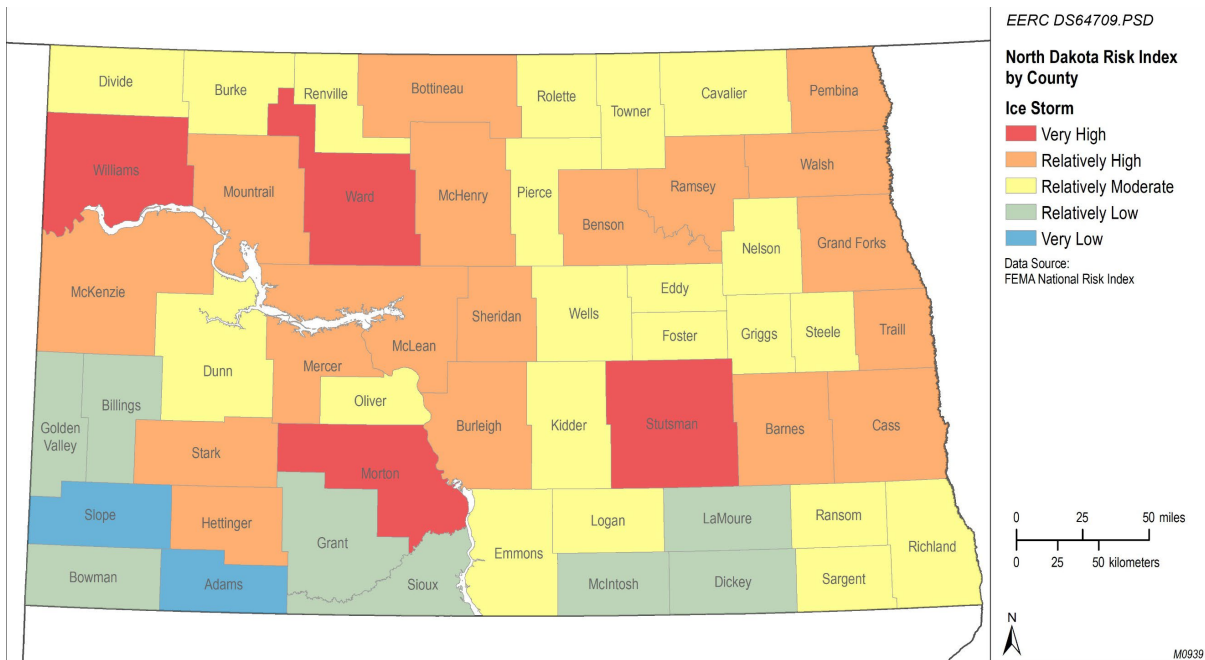 EERC DS64709.PSD
North Dakota Risk Index
by County
Ice Storm
Very High
Relatively High
Relatively Moderate
Relatively Low
Very Low
Data Source:
FEMA National Risk Index
Divide
Burke
Renville
Bottineau
Rolette
Towner
Cavalier
Pembina
Williams
Mountrail
Ward
McHenry
Pierce
Benson
Ramsey
Walsh
Nelson
Grand Forks
McKenzie
Dunn
Mercer
McLean
Sheridan
Wells
Eddy
Foster
Griggs
Steele
Traill
Golden
Valley
Billings
Stark
Oliver
Morton
Burleigh
Kidder
Stutsman
Barnes
Cass
Slope
Hettinger
Grant
Emmons
Logan
LaMoure
Ransom
Richland
Bowman
Adams
Sioux
McIntosh
Dickey
Sargent
0 25 50 miles
0 25 50 kilometers
N
M0939